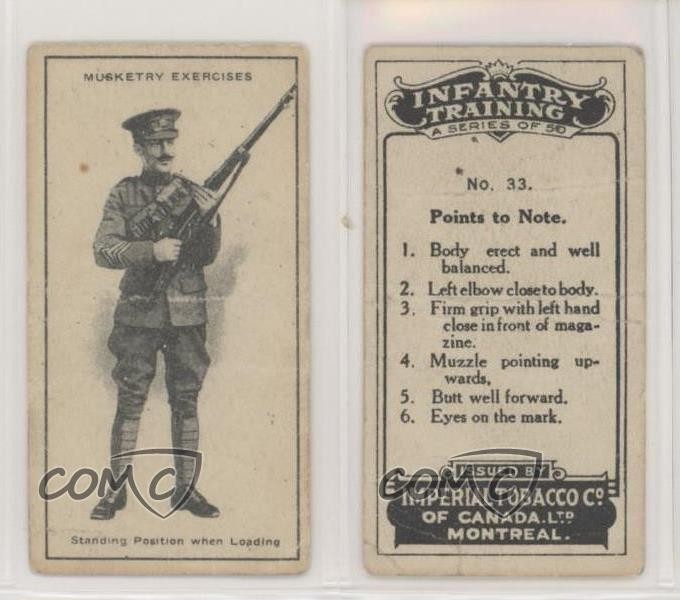 MUSKETRY EXERCISES
Standing Position when Loading
COMC
INFANTRY
TRAINING
A SERIES OF 50
No. 33.
Points to Note.
1. Body erect and well
balanced.
2. Left elbow close to body.
3. Firm grip with left hand
close in front of maga-
zine.
4. Muzzle pointing up-
wards,
5. Butt well forward.
6. Eyes on the mark.
ISSUED BY
IMPERIAL TOBACCO Co.
OF CANADA. LTD
MONTREAL.
COMC